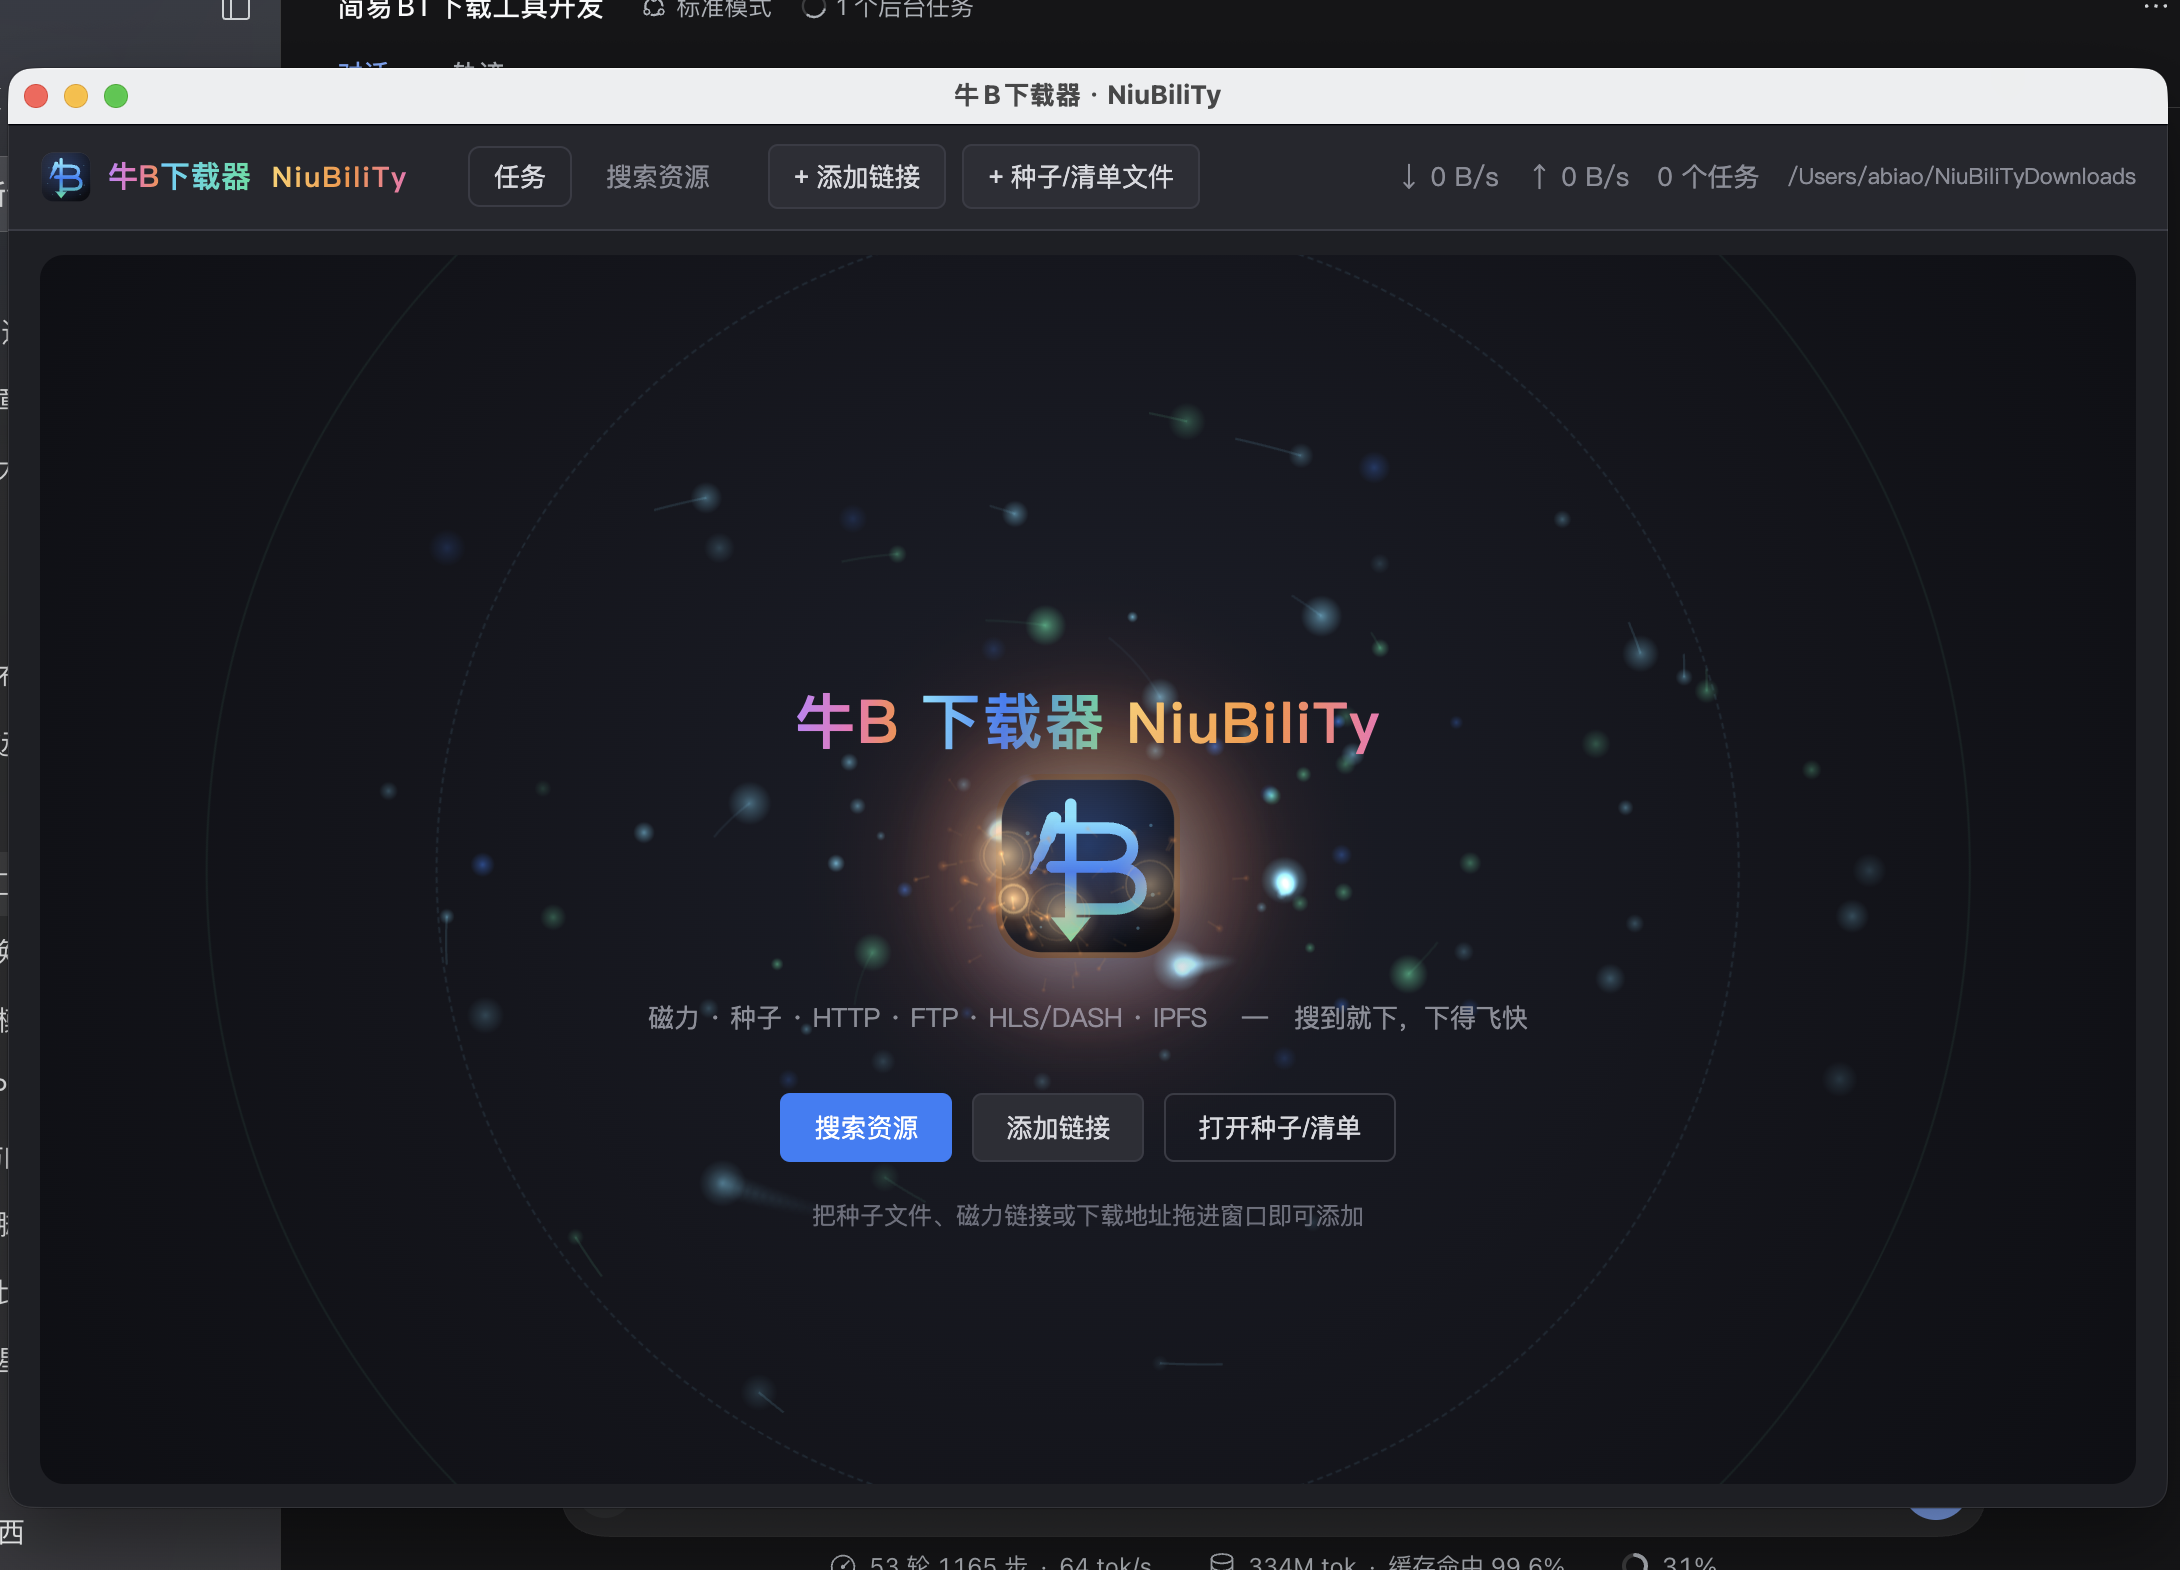 简易 BT 下载工具开发 标准模式 1 个后台任务
对话 轨迹
牛B下载器 · NiuBiliTy
牛B下载器 NiuBiliTy 任务 搜索资源 + 添加链接 + 种子/清单文件 ↓ 0 B/s ↑ 0 B/s 0 个任务 /Users/abiao/NiuBiliTyDownloads
牛B 下载器 NiuBiliTy
磁力 · 种子 · HTTP · FTP · HLS/DASH · IPFS — 搜到就下，下得飞快
搜索资源 添加链接 打开种子/清单
把种子文件、磁力链接或下载地址拖进窗口即可添加
西
53 轮 1165 步 · 64 tok/s 334M tok · 缓存命中 99.6% 31%